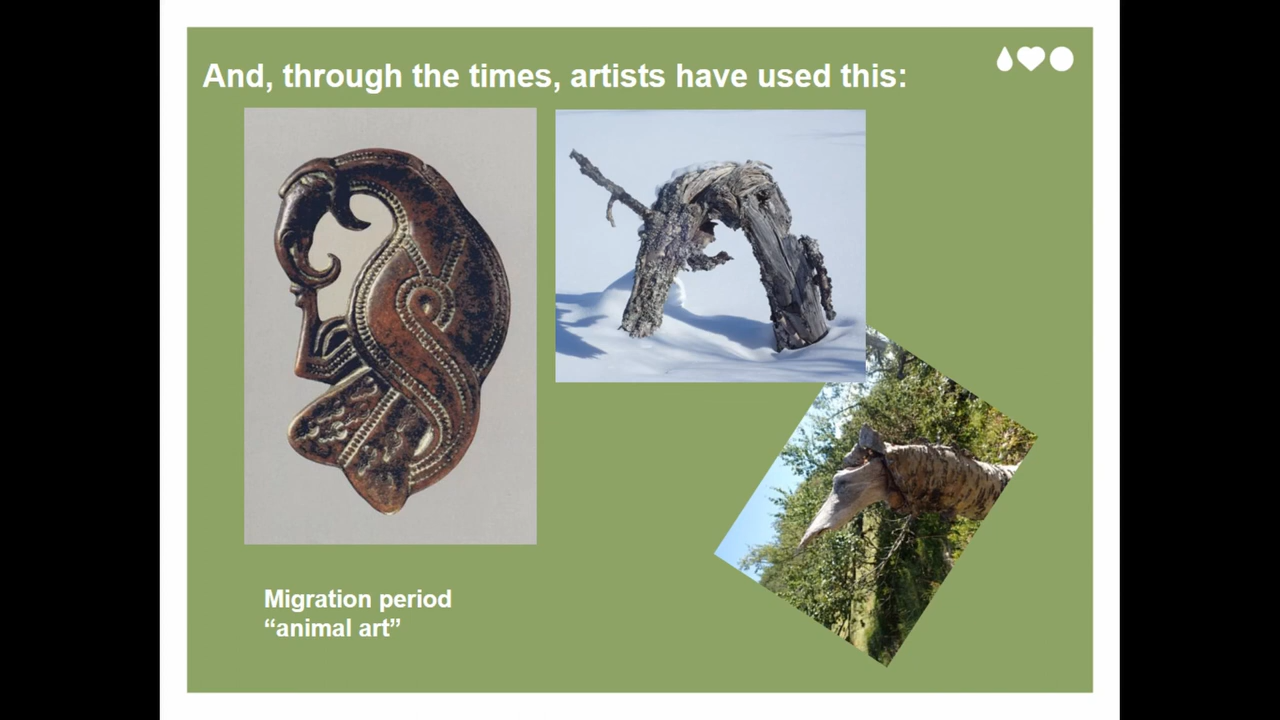 And, through the times, artists have used this:
Migration period
“animal art”